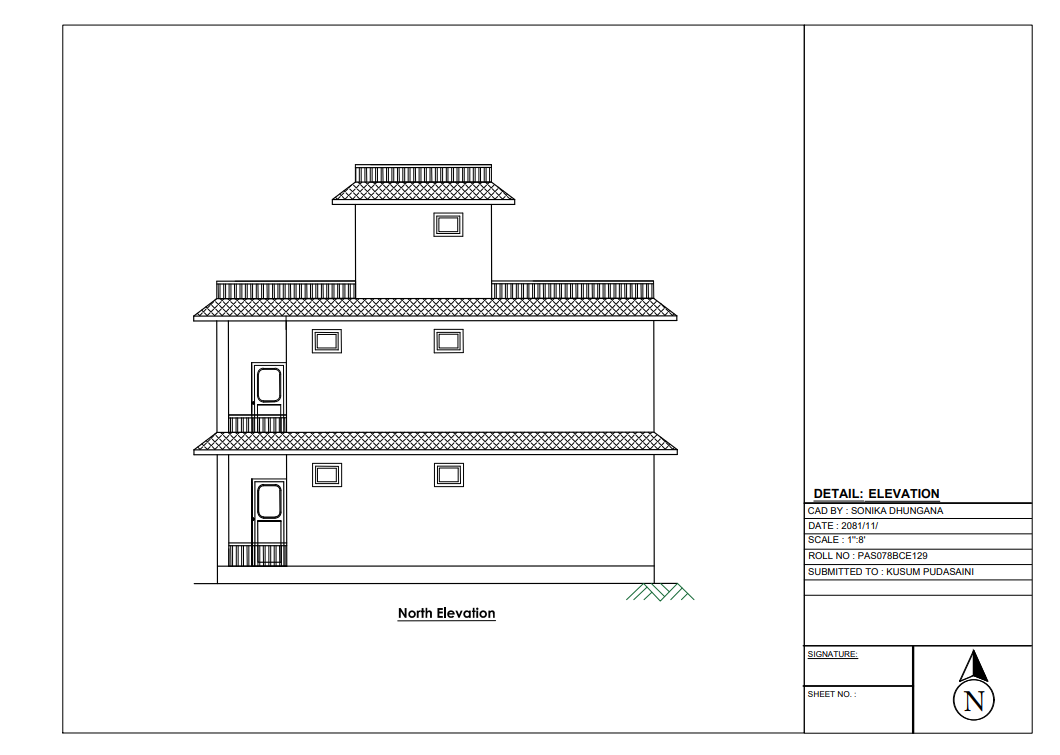 North Elevation
DETAIL: ELEVATION
CAD BY : SONIKA DHUNGANA
DATE : 2081/11/
SCALE : 1":8'
ROLL NO : PAS078BCE129
SUBMITTED TO : KUSUM PUDASAINI
SIGNATURE:
SHEET NO. :
N